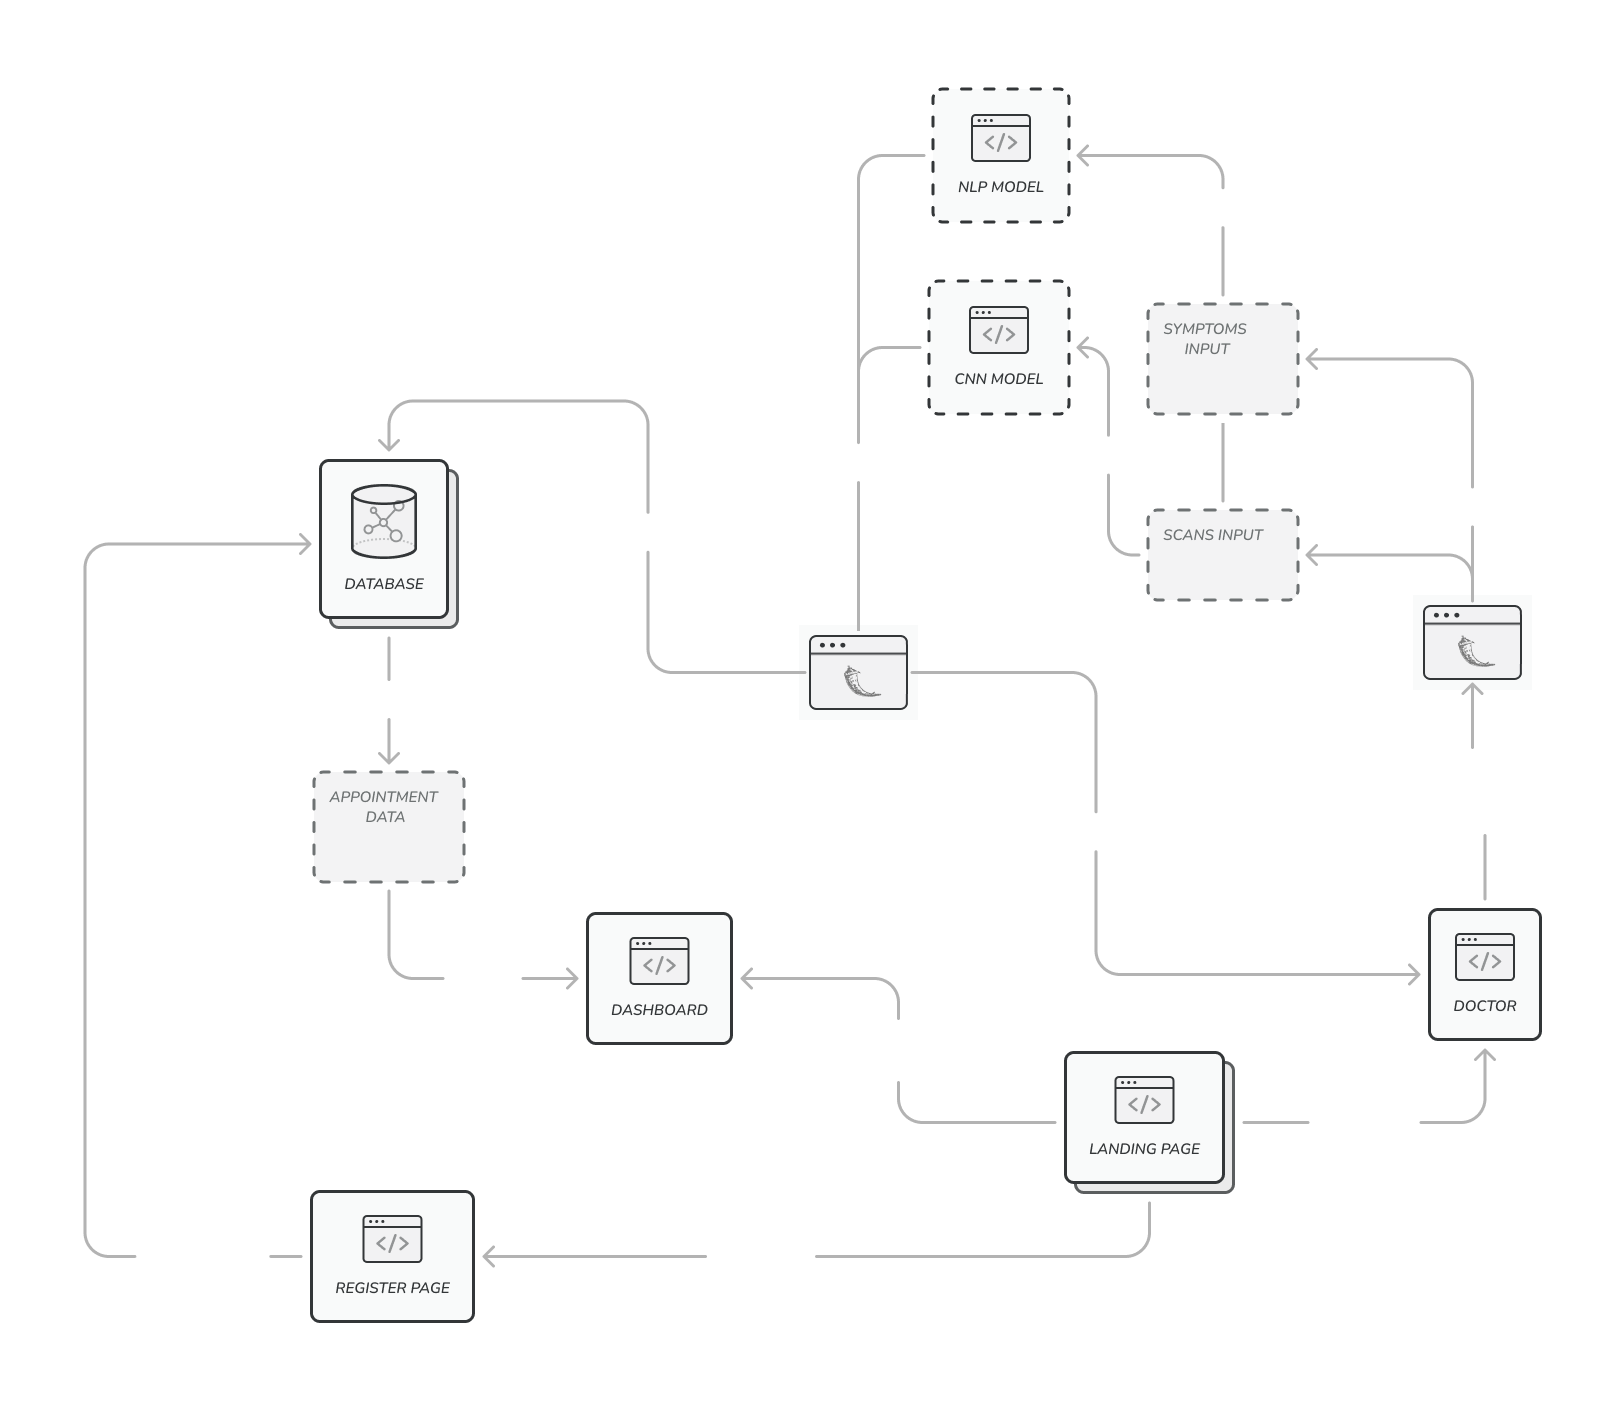 NLP MODEL
CNN MODEL
SYMPTOMS
INPUT
SCANS INPUT
DATABASE
APPOINTMENT
DATA
DASHBOARD
DOCTOR
LANDING PAGE
REGISTER PAGE